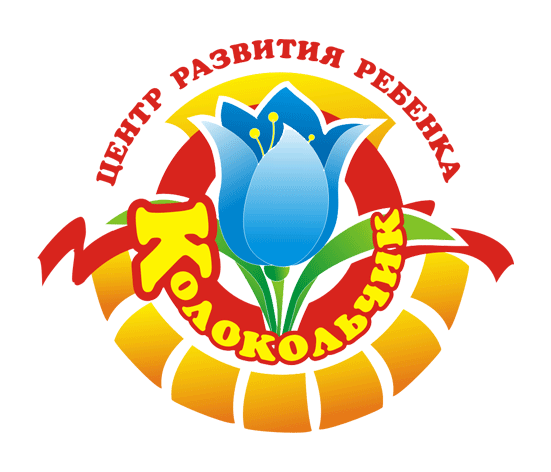 ЦЕНТР РАЗВИТИЯ РЕБЕНКА
КОЛОКОЛЬЧИК